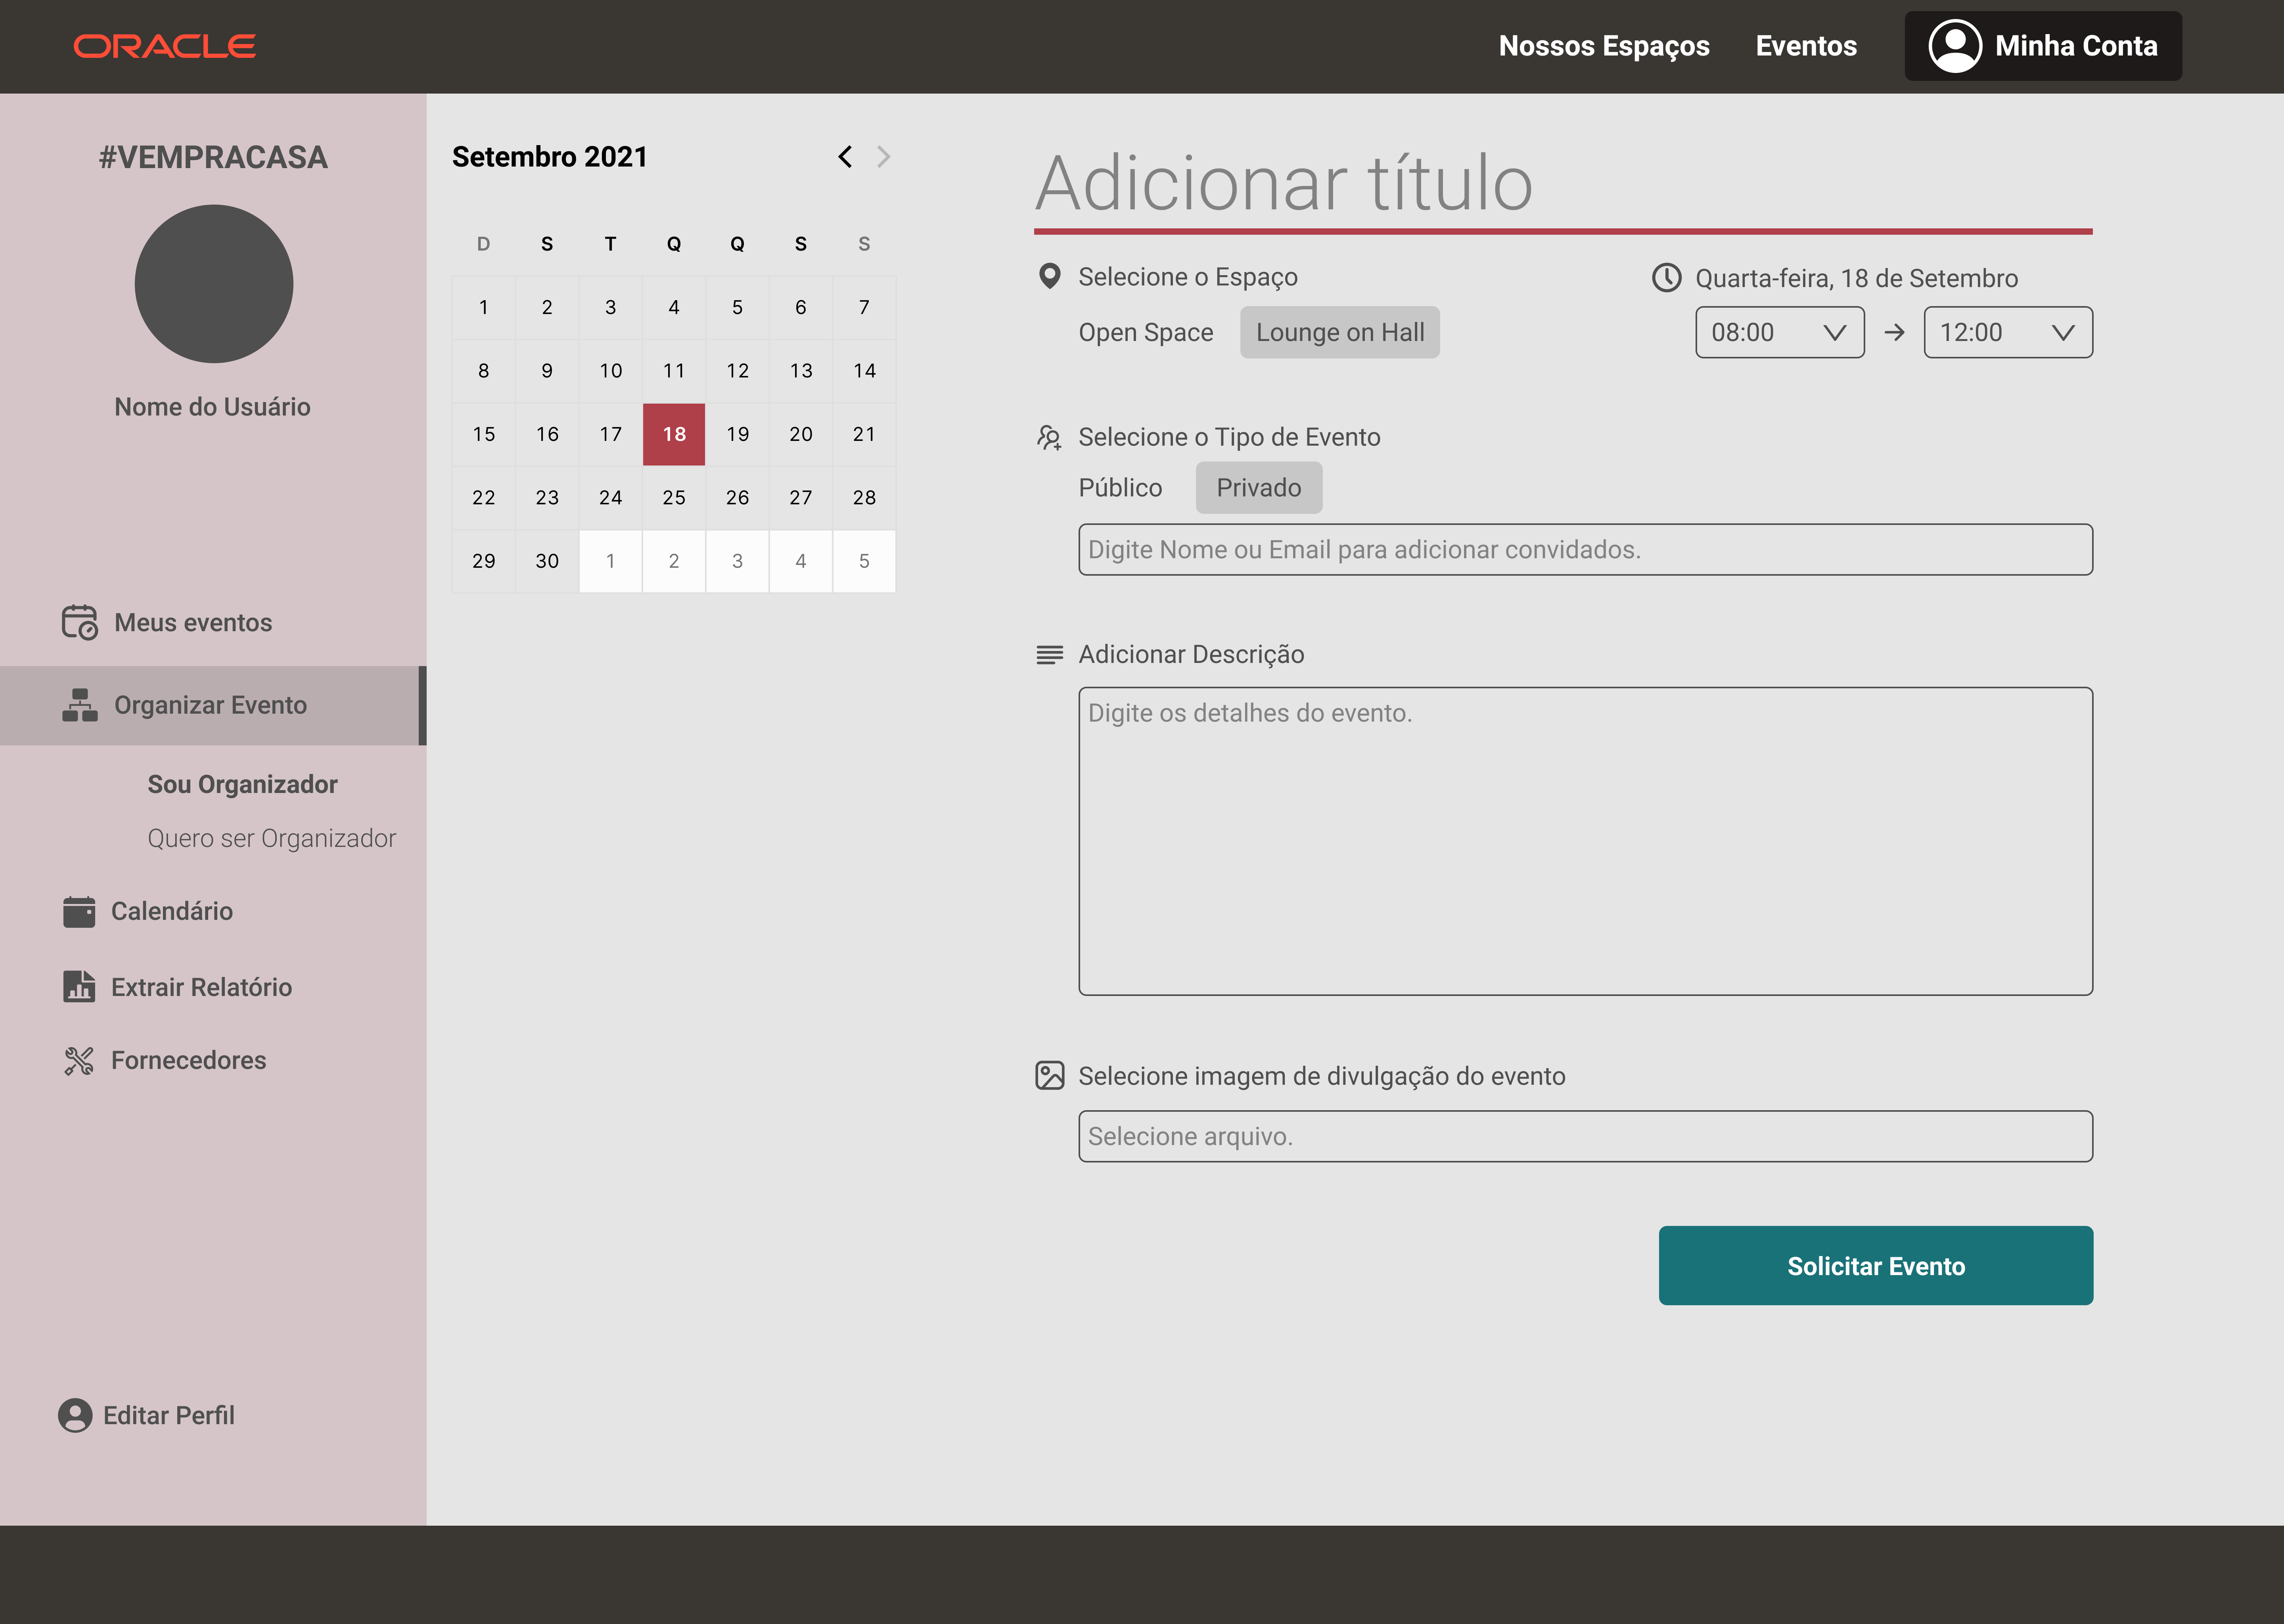 ORACLE
Nossos Espaços
Eventos
Minha Conta
#VEMPRACASA
Nome do Usuário
Meus eventos
Organizar Evento
Sou Organizador
Quero ser Organizador
Calendário
Extrair Relatório
Fornecedores
Editar Perfil
Setembro 2021
D S T Q Q S S
1 2 3 4 5 6 7
8 9 10 11 12 13 14
15 16 17 18 19 20 21
22 23 24 25 26 27 28
29 30 1 2 3 4 5
Adicionar título
Selecione o Espaço
Open Space Lounge on Hall
Quarta-feira, 18 de Setembro
08:00 → 12:00
Selecione o Tipo de Evento
Público Privado
Digite Nome ou Email para adicionar convidados.
Adicionar Descrição
Digite os detalhes do evento.
Selecione imagem de divulgação do evento
Selecione arquivo.
Solicitar Evento